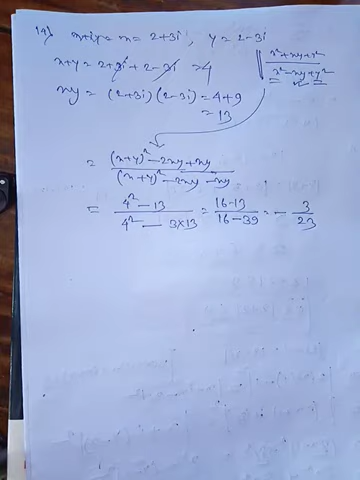 19) x+iy = x = 2+3i , y = 2-3i
x+y = 2+3i + 2-3i = 4
xy = (2+3i)(2-3i) = 4+9
= 13
x²+xy+y²
x²-xy+y²
= (x+y)² - 2xy + xy
(x+y)² - 2xy - xy
= 4² - 13 = 16-13 = - 3
4² - 3×13 16-39 23